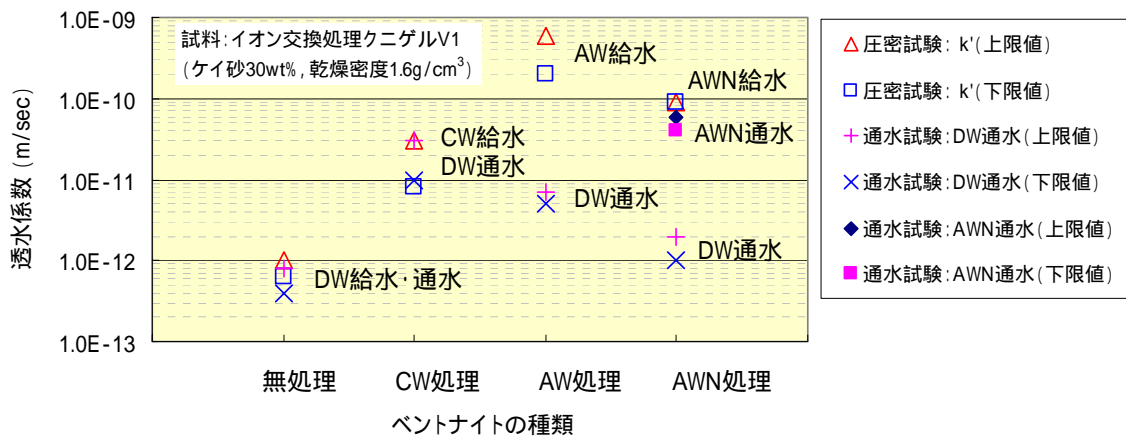 1.0E-09
1.0E-10
1.0E-11
1.0E-12
1.0E-13
透水係数 (m/sec)
試料：イオン交換処理クニゲルV1
(ケイ砂30wt%, 乾燥密度1.6g/cm3)
AW給水
AWN給水
AWN通水
CW給水
DW通水
DW通水
DW通水
DW給水・通水
無処理
CW処理
AW処理
AWN処理
ベントナイトの種類
圧密試験： k'(上限値)
圧密試験： k'(下限値)
通水試験：DW通水(上限値)
通水試験：DW通水(下限値)
通水試験：AWN通水(上限値)
通水試験：AWN通水(下限値)